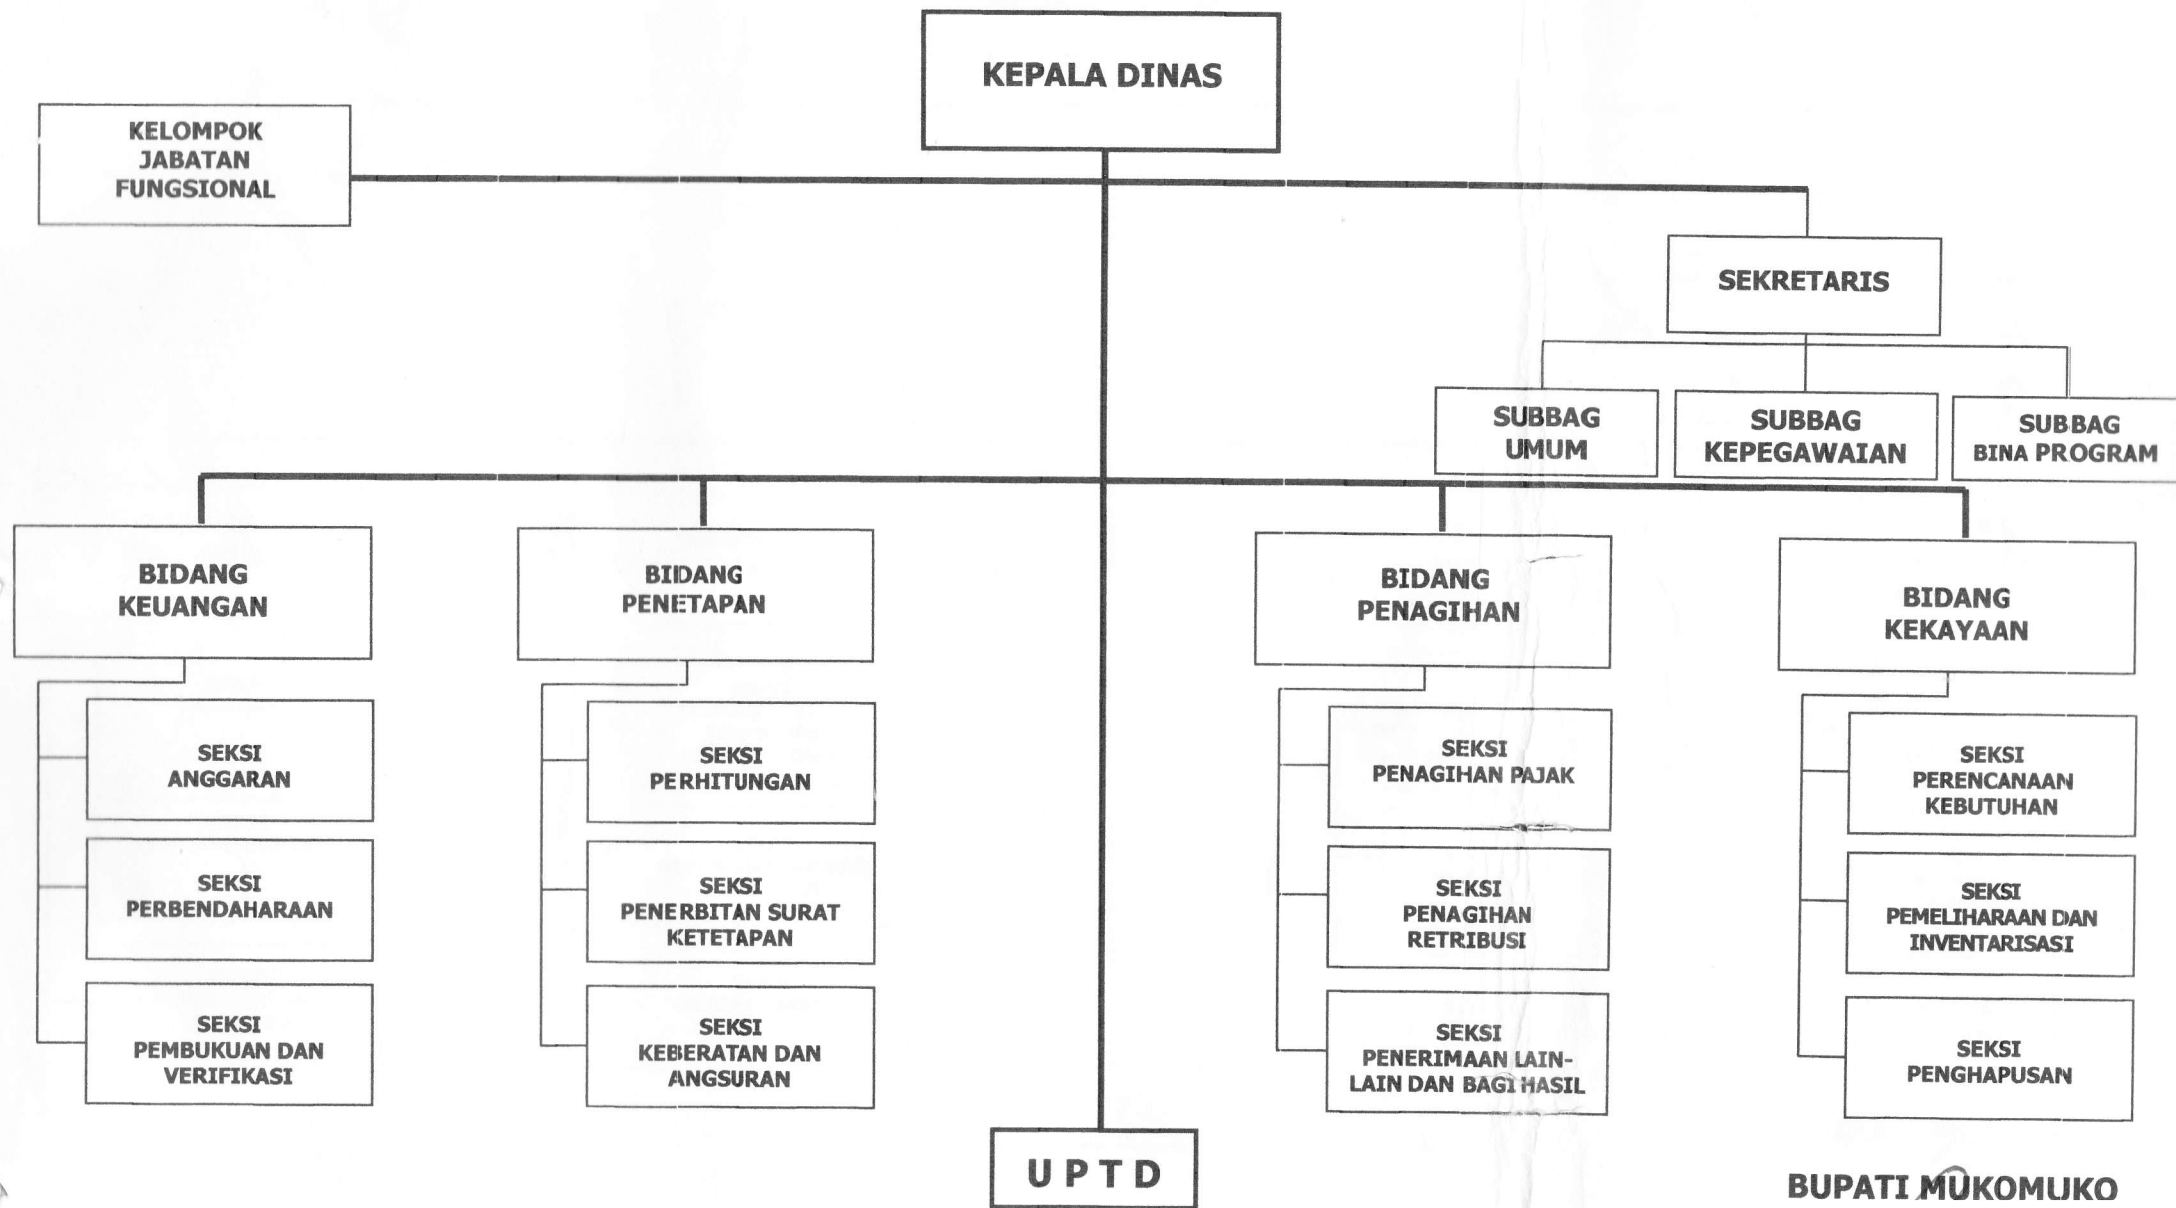 KEPALA DINAS
KELOMPOK
JABATAN
FUNGSIONAL
SEKRETARIS
SUBBAG
UMUM
SUBBAG
KEPEGAWAIAN
SUBBAG
BINA PROGRAM
BIDANG
KEUANGAN
BIDANG
PENETAPAN
BIDANG
PENAGIHAN
BIDANG
KEKAYAAN
SEKSI
ANGGARAN
SEKSI
PERBENDAHARAAN
SEKSI
PEMBUKUAN DAN
VERIFIKASI
SEKSI
PERHITUNGAN
SEKSI
PENERBITAN SURAT
KETETAPAN
SEKSI
KEBERATAN DAN
ANGSURAN
SEKSI
PENAGIHAN PAJAK
SEKSI
PENAGIHAN
RETRIBUSI
SEKSI
PENERIMAAN LAIN-
LAIN DAN BAGI HASIL
SEKSI
PERENCANAAN
KEBUTUHAN
SEKSI
PEMELIHARAAN DAN
INVENTARISASI
SEKSI
PENGHAPUSAN
U P T D
BUPATI MUKOMUKO